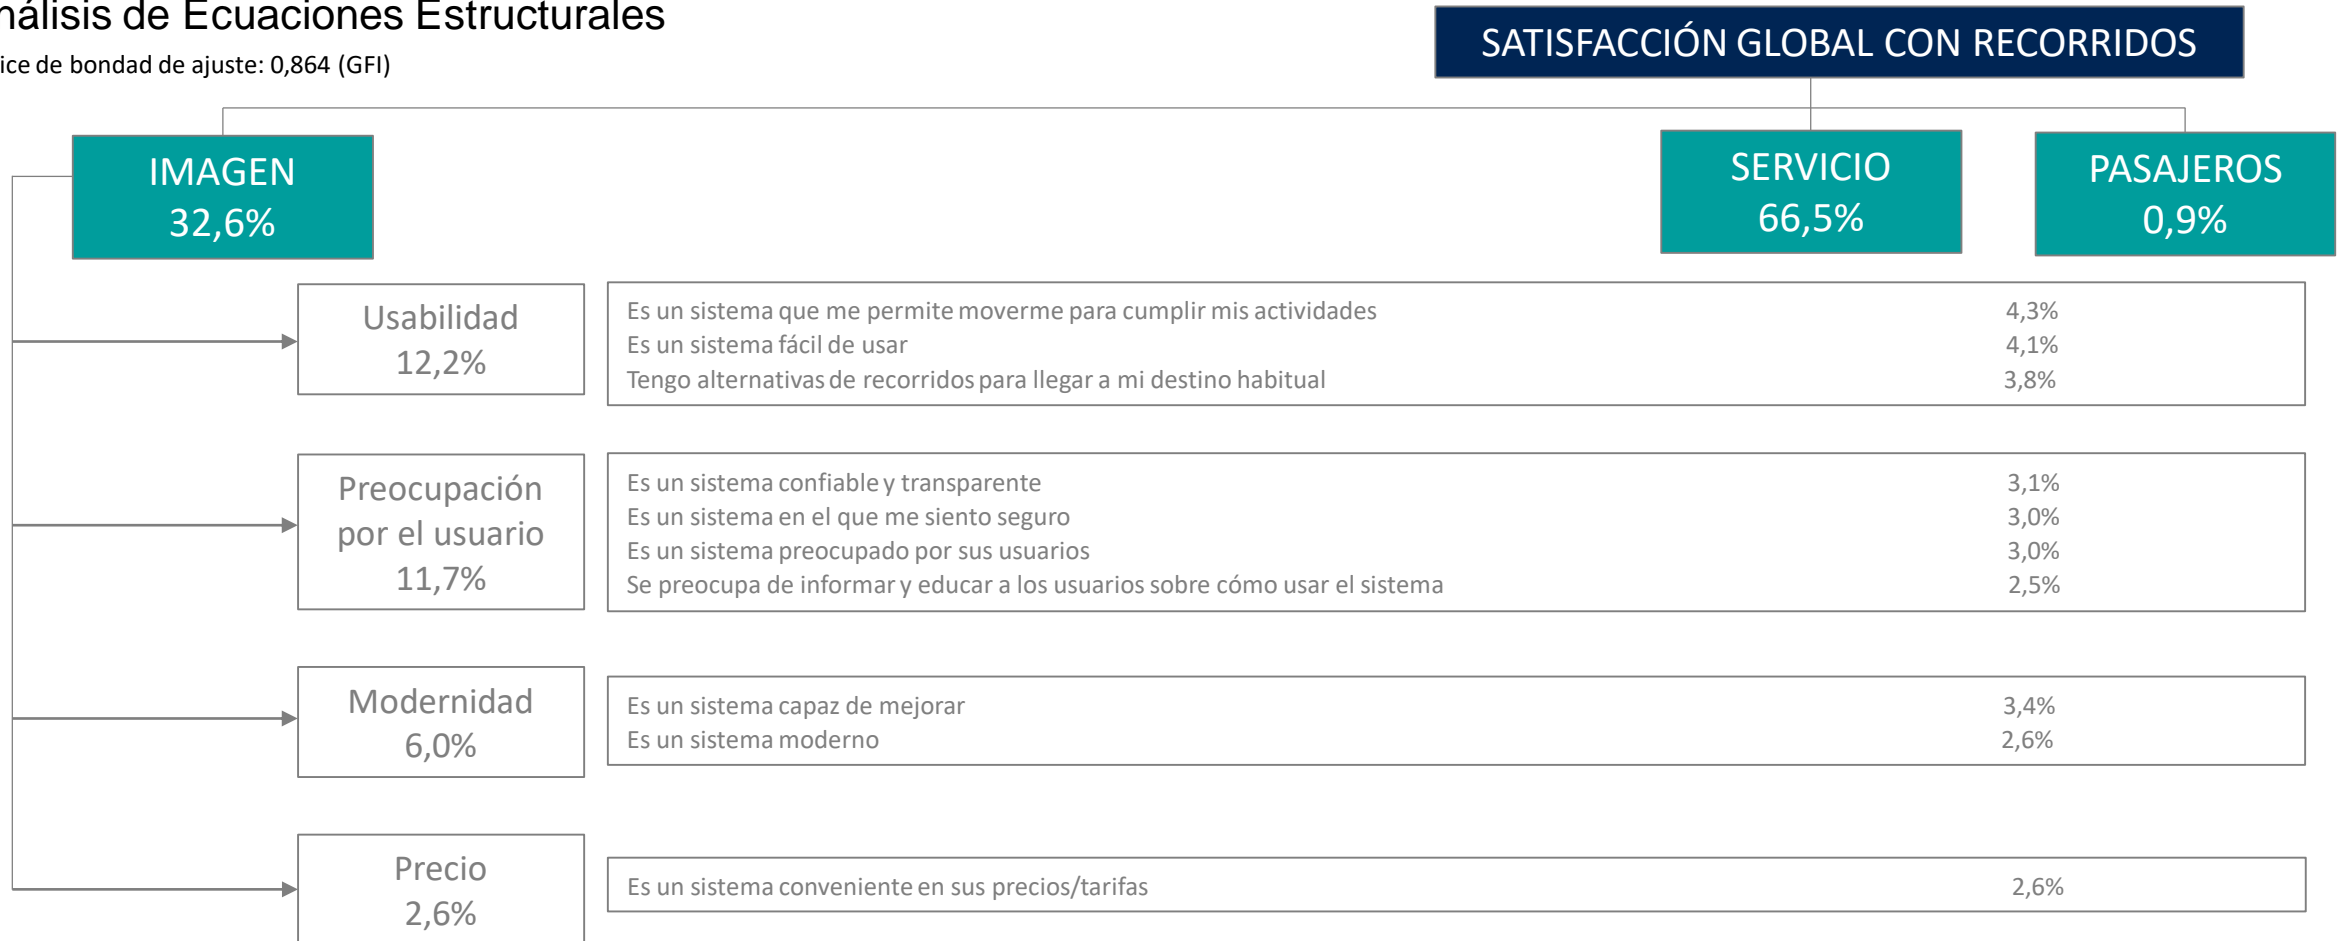 nálisis de Ecuaciones Estructurales
ice de bondad de ajuste: 0,864 (GFI)
SATISFACCIÓN GLOBAL CON RECORRIDOS
IMAGEN
32,6%
SERVICIO
66,5%
PASAJEROS
0,9%
Usabilidad
12,2%
Es un sistema que me permite moverme para cumplir mis actividades 4,3%
Es un sistema fácil de usar 4,1%
Tengo alternativas de recorridos para llegar a mi destino habitual 3,8%
Preocupación
por el usuario
11,7%
Es un sistema confiable y transparente 3,1%
Es un sistema en el que me siento seguro 3,0%
Es un sistema preocupado por sus usuarios 3,0%
Se preocupa de informar y educar a los usuarios sobre cómo usar el sistema 2,5%
Modernidad
6,0%
Es un sistema capaz de mejorar 3,4%
Es un sistema moderno 2,6%
Precio
2,6%
Es un sistema conveniente en sus precios/tarifas 2,6%